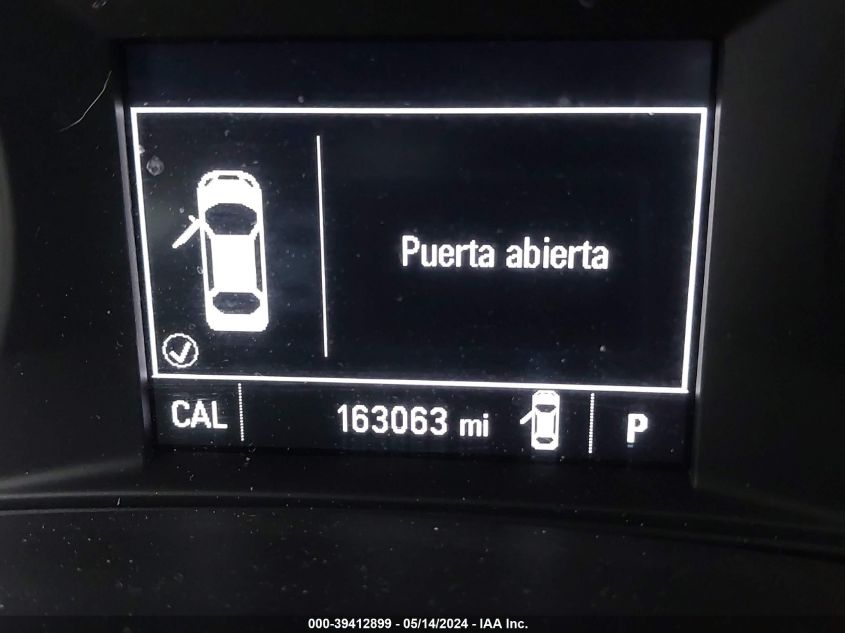 Puerta abierta
CAL 163063 mi P
000-39412899 - 05/14/2024 - IAA Inc.